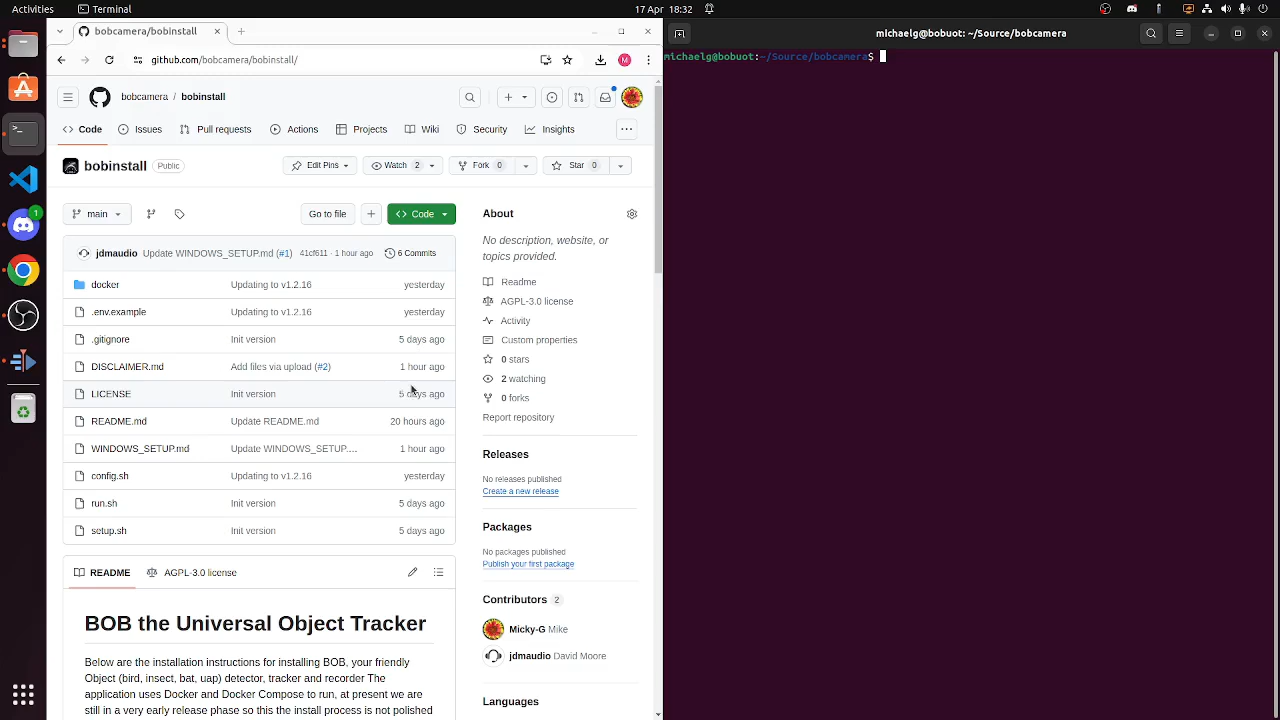 Activities
Terminal
17 Apr 18:32
bobcamera/bobinstall
github.com/bobcamera/bobinstall/
M
michaelg@bobuot: ~/Source/bobcamera
michaelg@bobuot:~/Source/bobcamera$
1
bobcamera / bobinstall
Code
Issues
Pull requests
Actions
Projects
Wiki
Security
Insights
bobinstall
Public
Edit Pins
Watch 2
Fork 0
Star 0
main
Go to file
Code
jdmaudio Update WINDOWS_SETUP.md (#1) 41cf611 · 1 hour ago 6 Commits
docker Updating to v1.2.16 yesterday
.env.example Updating to v1.2.16 yesterday
.gitignore Init version 5 days ago
DISCLAIMER.md Add files via upload (#2) 1 hour ago
LICENSE Init version 5 days ago
README.md Update README.md 20 hours ago
WINDOWS_SETUP.md Update WINDOWS_SETUP.… 1 hour ago
config.sh Updating to v1.2.16 yesterday
run.sh Init version 5 days ago
setup.sh Init version 5 days ago
README
AGPL-3.0 license
BOB the Universal Object Tracker
Below are the installation instructions for installing BOB, your friendly
Object (bird, insect, bat, uap) detector, tracker and recorder The
application uses Docker and Docker Compose to run, at present we are
still in a very early release phase so this the install process is not polished
About
No description, website, or
topics provided.
Readme
AGPL-3.0 license
Activity
Custom properties
0 stars
2 watching
0 forks
Report repository
Releases
No releases published
Create a new release
Packages
No packages published
Publish your first package
Contributors 2
Micky-G Mike
jdmaudio David Moore
Languages